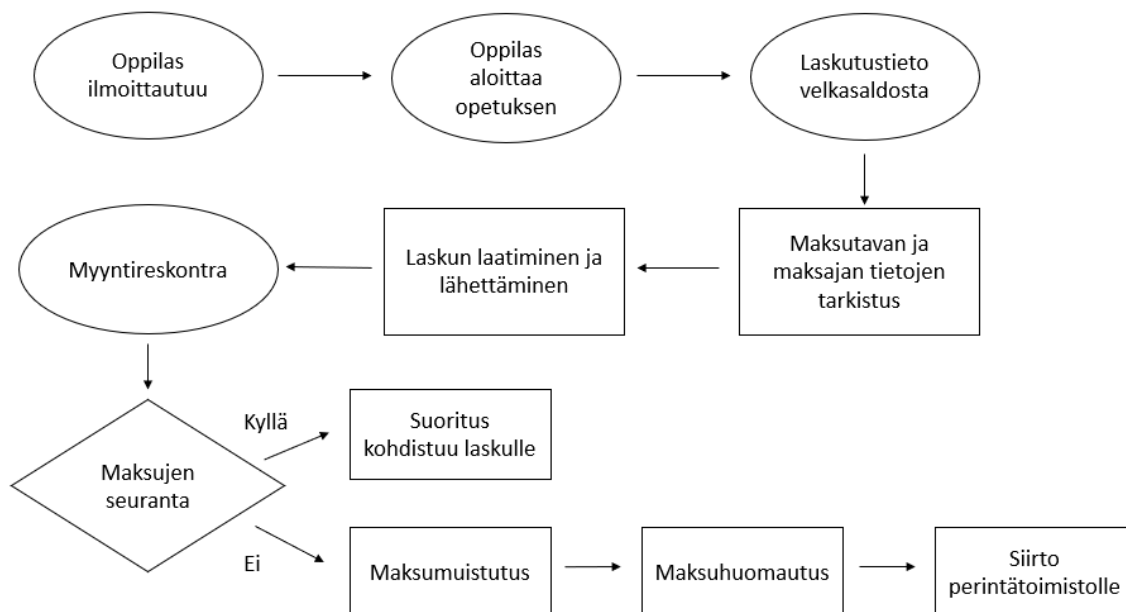 Oppilas
ilmoittautuu
Oppilas
aloittaa
opetuksen
Laskutustieto
velkasaldosta
Maksutavan ja
maksajan tietojen
tarkistus
Laskun laatiminen ja
lähettäminen
Myyntireskontra
Maksujen
seuranta
Kyllä
Suoritus
kohdistuu laskulle
Ei
Maksumuistutus
Maksuhuomautus
Siirto
perintätoimistolle